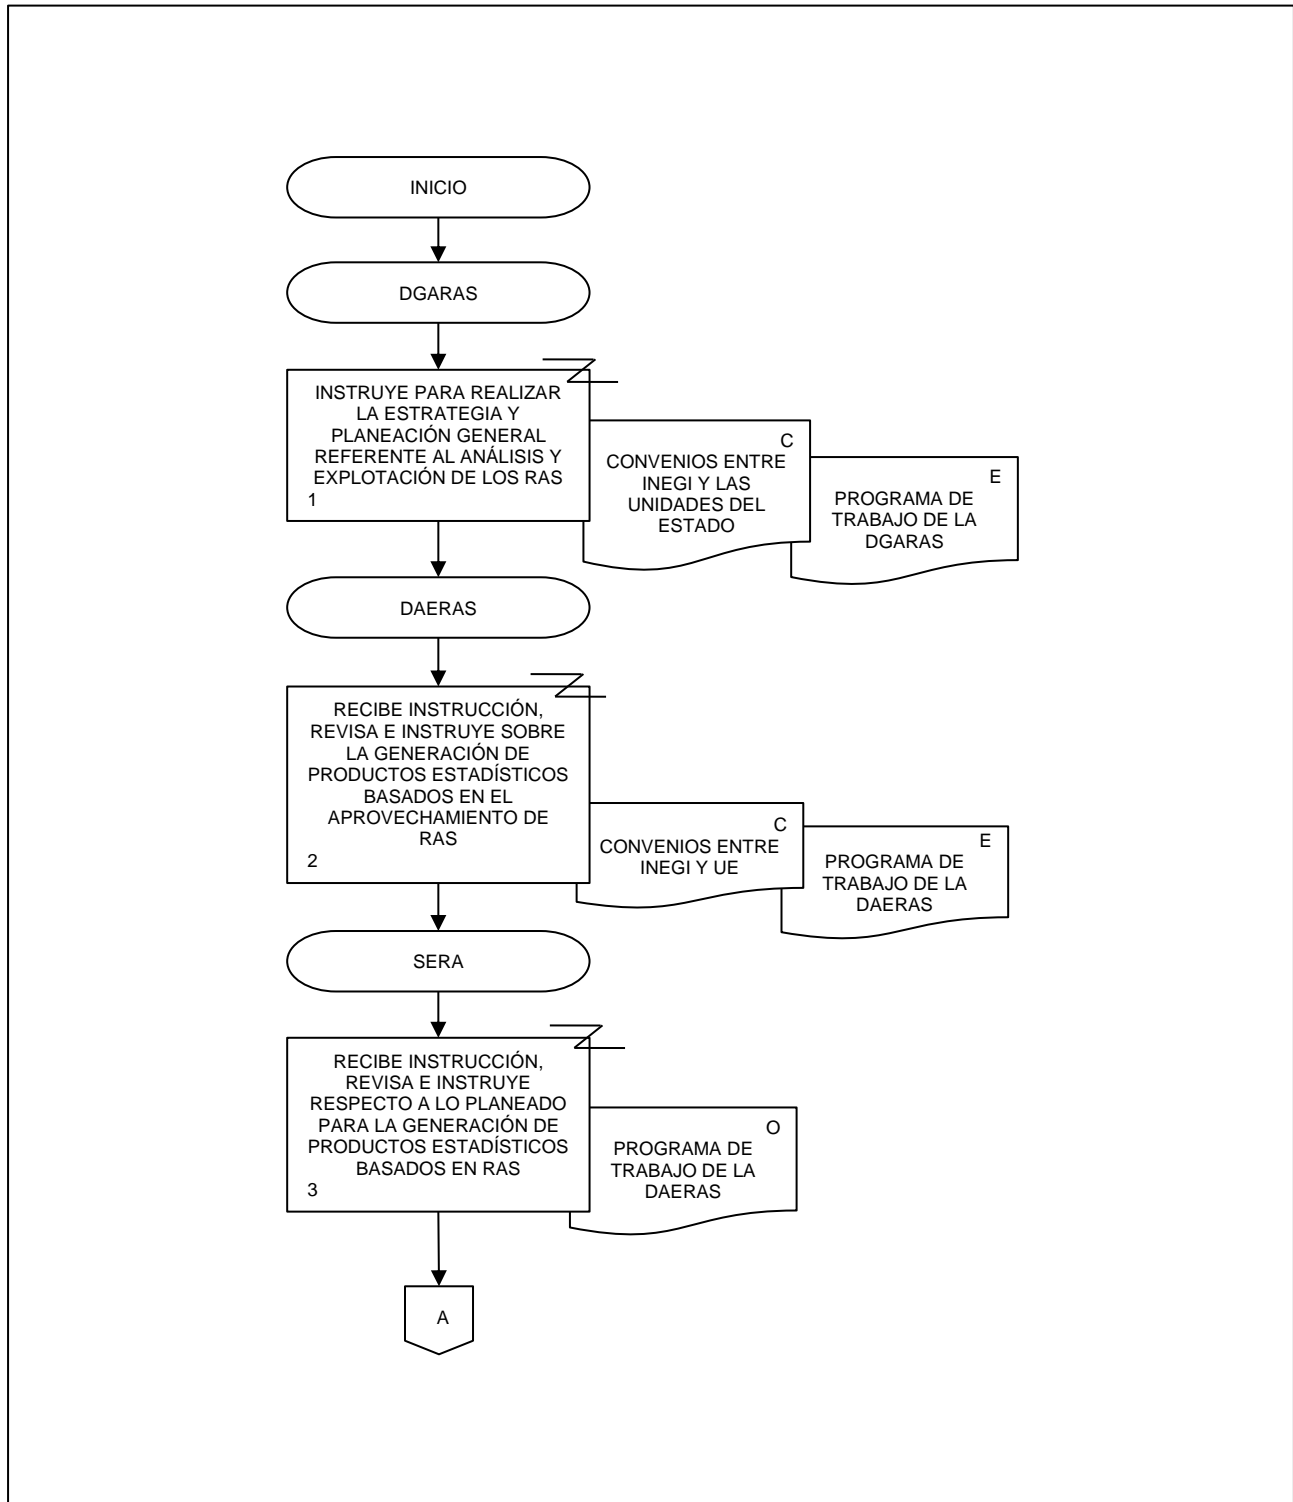 INICIO
DGARAS
INSTRUYE PARA REALIZAR
LA ESTRATEGIA Y
PLANEACIÓN GENERAL
REFERENTE AL ANÁLISIS Y
EXPLOTACIÓN DE LOS RAS
1
C
CONVENIOS ENTRE
INEGI Y LAS
UNIDADES DEL
ESTADO
E
PROGRAMA DE
TRABAJO DE LA
DGARAS
DAERAS
RECIBE INSTRUCCIÓN,
REVISA E INSTRUYE SOBRE
LA GENERACIÓN DE
PRODUCTOS ESTADÍSTICOS
BASADOS EN EL
APROVECHAMIENTO DE
RAS
2
C
CONVENIOS ENTRE
INEGI Y UE
E
PROGRAMA DE
TRABAJO DE LA
DAERAS
SERA
RECIBE INSTRUCCIÓN,
REVISA E INSTRUYE
RESPECTO A LO PLANEADO
PARA LA GENERACIÓN DE
PRODUCTOS ESTADÍSTICOS
BASADOS EN RAS
3
O
PROGRAMA DE
TRABAJO DE LA
DAERAS
A